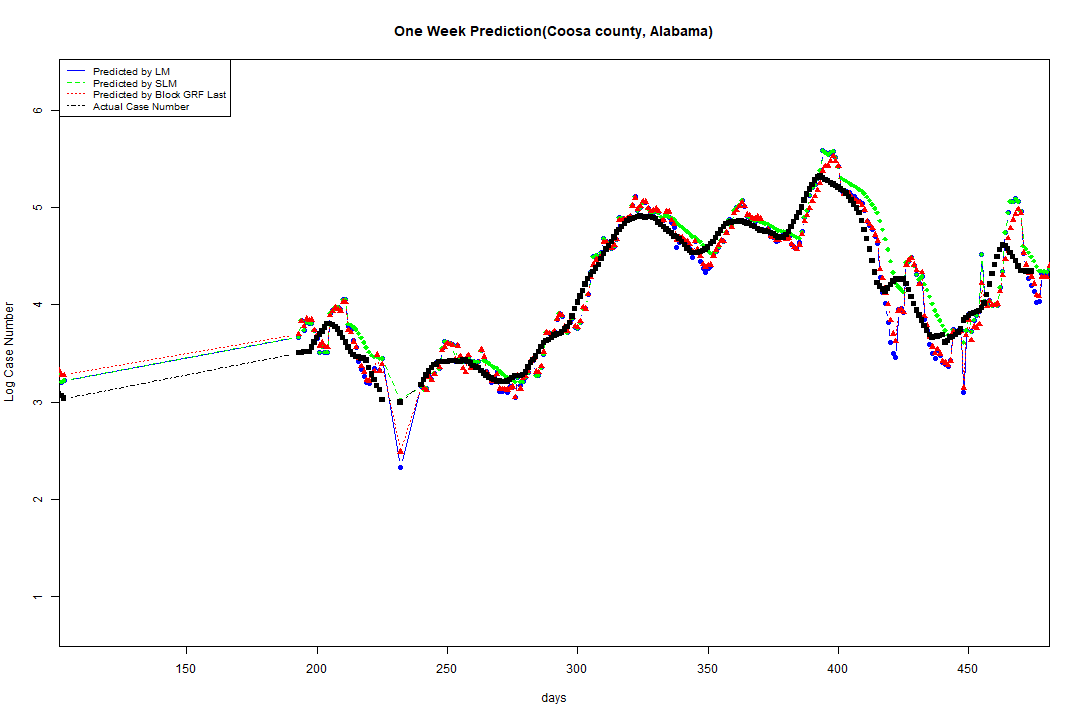 One Week Prediction(Coosa county, Alabama)
Predicted by LM
Predicted by SLM
Predicted by Block GRF Last
Actual Case Number
6
5
4
3
2
1
Log Case Number
150 200 250 300 350 400 450
days